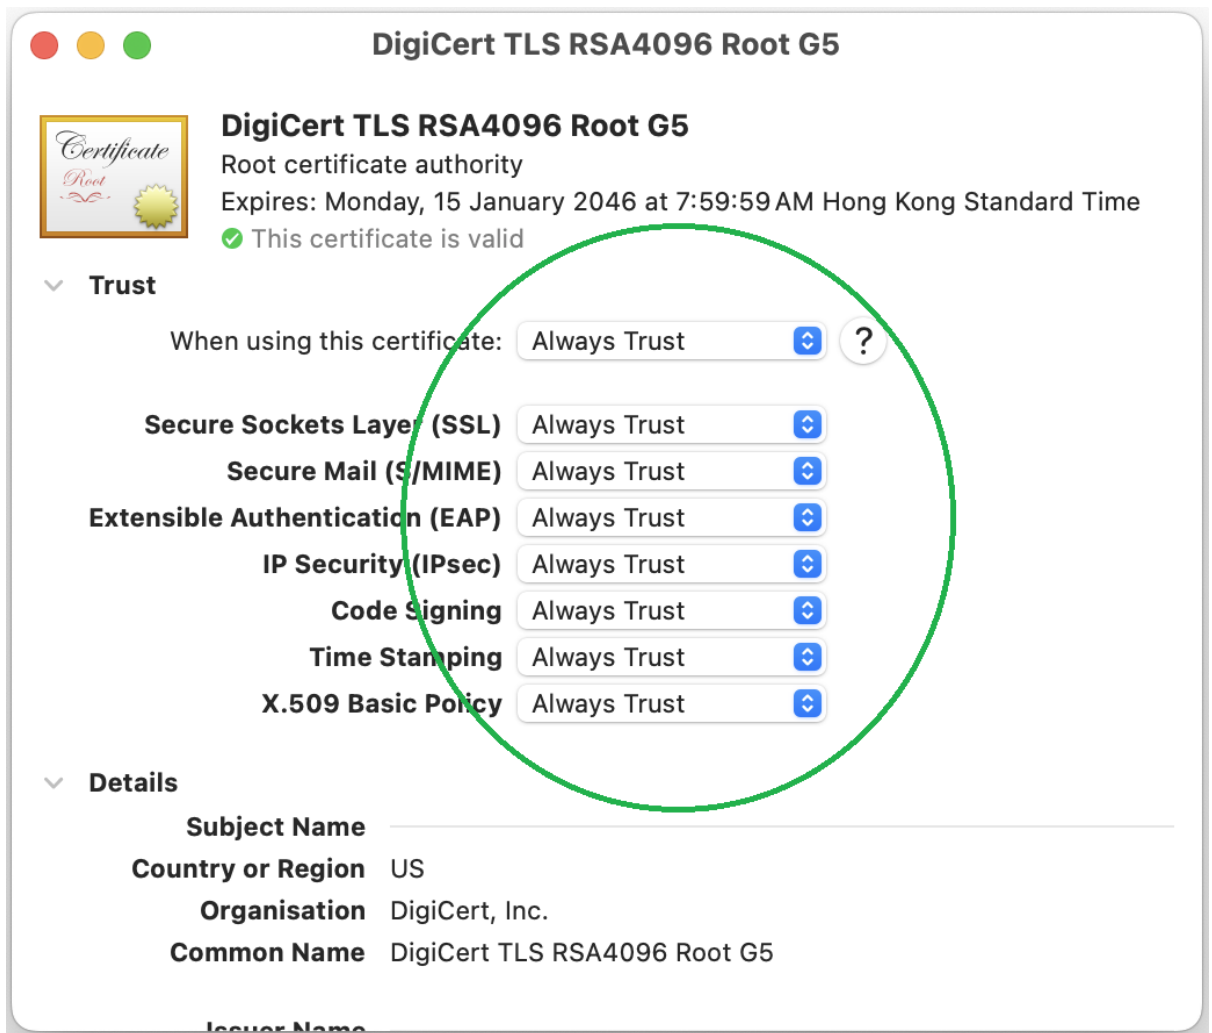 DigiCert TLS RSA4096 Root G5
Certificate
Root
DigiCert TLS RSA4096 Root G5
Root certificate authority
Expires: Monday, 15 January 2046 at 7:59:59 AM Hong Kong Standard Time
This certificate is valid
Trust
When using this certificate: Always Trust ?
Secure Sockets Layer (SSL) Always Trust
Secure Mail (S/MIME) Always Trust
Extensible Authentication (EAP) Always Trust
IP Security (IPsec) Always Trust
Code Signing Always Trust
Time Stamping Always Trust
X.509 Basic Policy Always Trust
Details
Subject Name
Country or Region US
Organisation DigiCert, Inc.
Common Name DigiCert TLS RSA4096 Root G5
Issuer Name